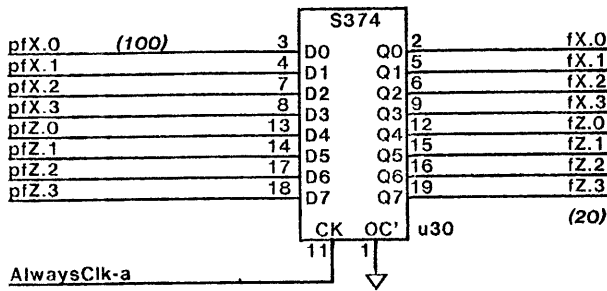 S374
pfX.0 (100) 3 D0 Q0 2 fX.0
pfX.1 4 D1 Q1 5 fX.1
pfX.2 7 D2 Q2 6 fX.2
pfX.3 8 D3 Q3 9 fX.3
pfZ.0 13 D4 Q4 12 fZ.0
pfZ.1 14 D5 Q5 15 fZ.1
pfZ.2 17 D6 Q6 16 fZ.2
pfZ.3 18 D7 Q7 19 fZ.3
(20)
CK OC' u30
11 1
AlwaysClk-a